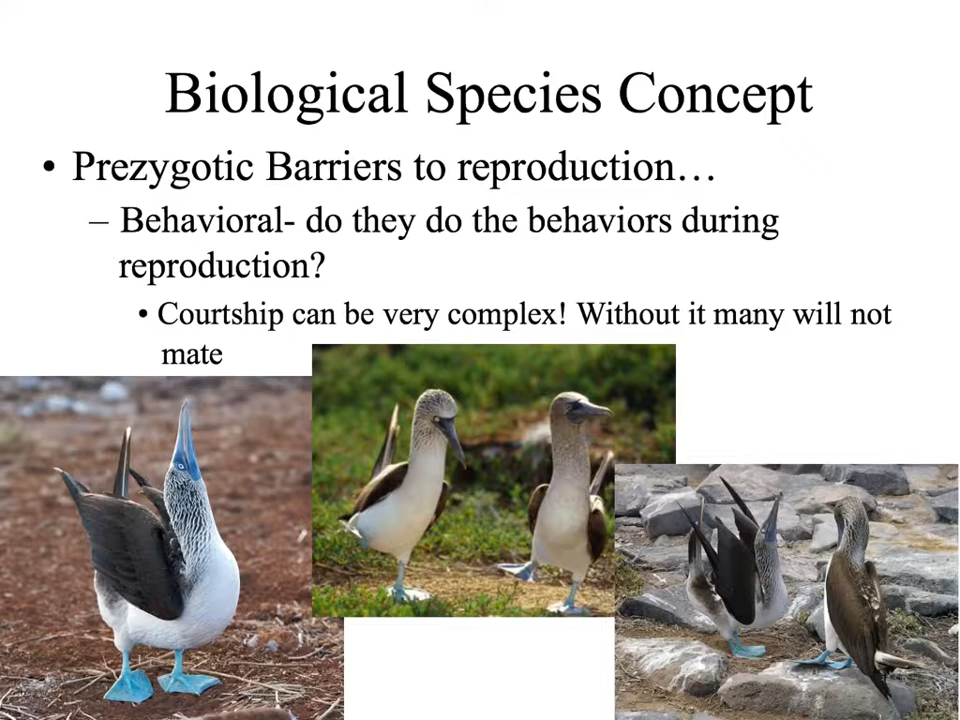 Biological Species Concept
• Prezygotic Barriers to reproduction…
– Behavioral- do they do the behaviors during
reproduction?
• Courtship can be very complex! Without it many will not
mate